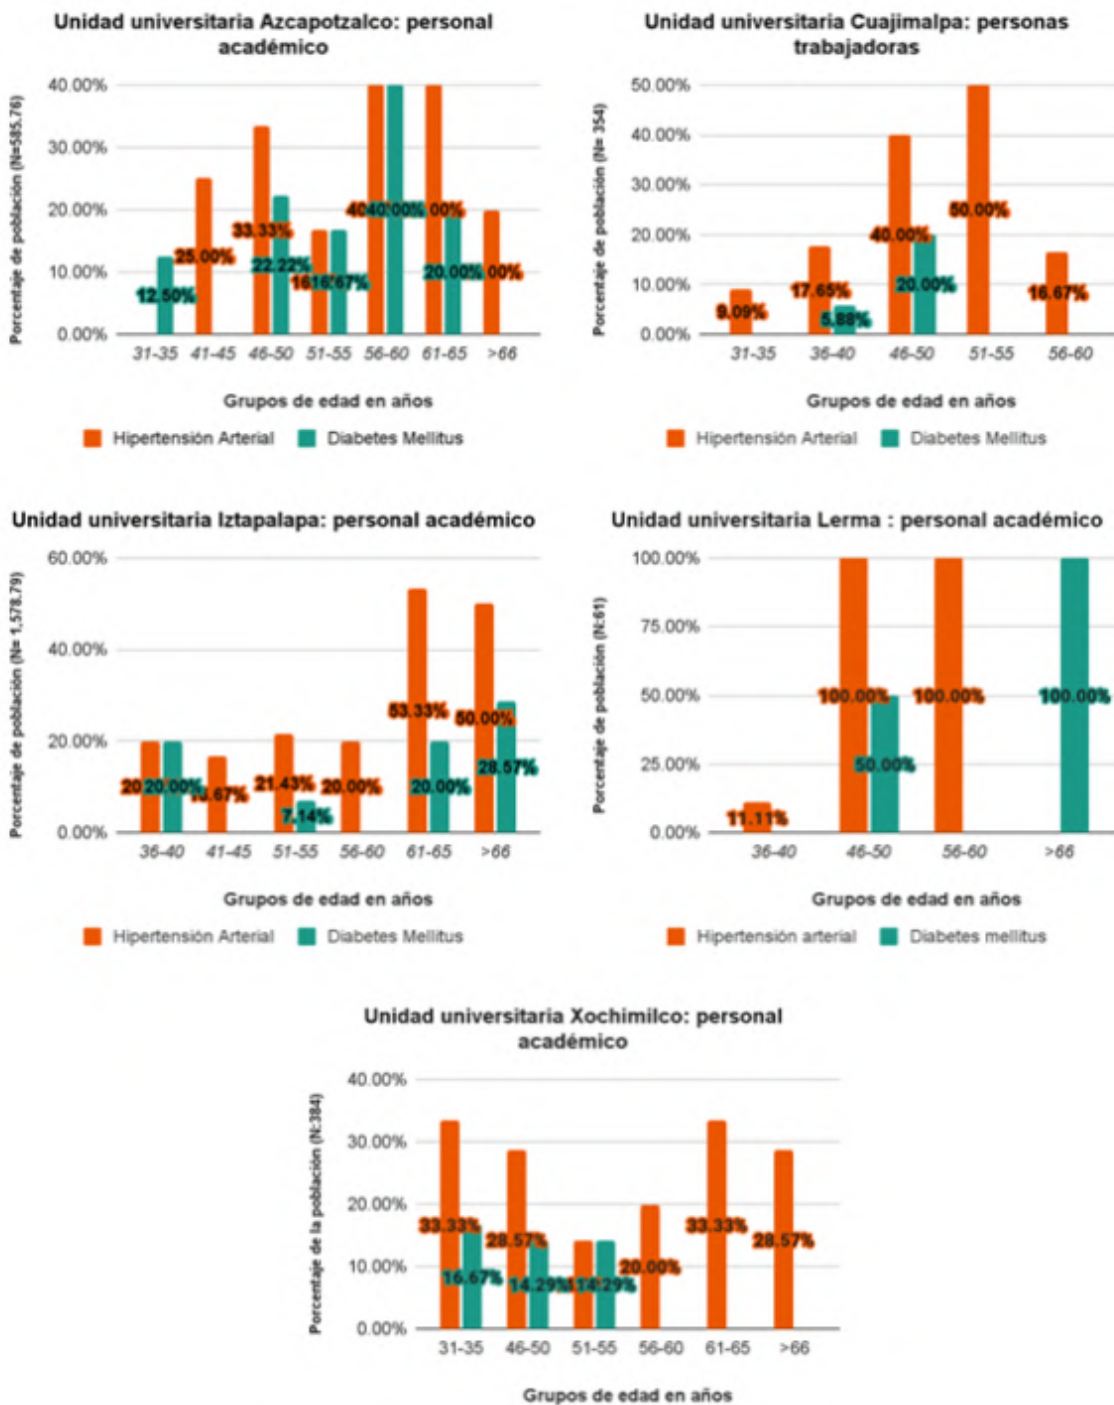 Unidad universitaria Azcapotzalco: personal
académico
Porcentaje de población (N=585.76)
40.00%
30.00%
20.00%
10.00%
0.00%
12.50%
25.00%
33.33%
22.22%
16.67%
40.00%
20.00%
31-35 41-45 46-50 51-55 56-60 61-65 >66
Grupos de edad en años
Hipertensión Arterial Diabetes Mellitus
Unidad universitaria Cuajimalpa: personas
trabajadoras
Porcentaje de población (N= 354)
50.00%
40.00%
30.00%
20.00%
10.00%
0.00%
9.09%
17.65%
5.88%
40.00%
20.00%
50.00%
16.67%
31-35 36-40 46-50 51-55 56-60
Grupos de edad en años
Hipertensión Arterial Diabetes Mellitus
Unidad universitaria Iztapalapa: personal académico
Porcentaje de población (N= 1,578.79)
60.00%
40.00%
20.00%
0.00%
20.00%
21.43%
7.14%
20.00%
53.33%
20.00%
50.00%
28.57%
36-40 41-45 51-55 56-60 61-65 >66
Grupos de edad en años
Hipertensión Arterial Diabetes Mellitus
Unidad universitaria Lerma : personal académico
Porcentaje de población (N:61)
100.00%
75.00%
50.00%
25.00%
0.00%
11.11%
100.00%
50.00%
100.00%
100.00%
36-40 46-50 56-60 >66
Grupos de edad en años
Hipertensión arterial Diabetes mellitus
Unidad universitaria Xochimilco: personal
académico
Porcentaje de la población (N:384)
40.00%
30.00%
20.00%
10.00%
0.00%
33.33%
16.67%
28.57%
14.29%
14.29%
20.00%
33.33%
28.57%
31-35 46-50 51-55 56-60 61-65 >66
Grupos de edad en años